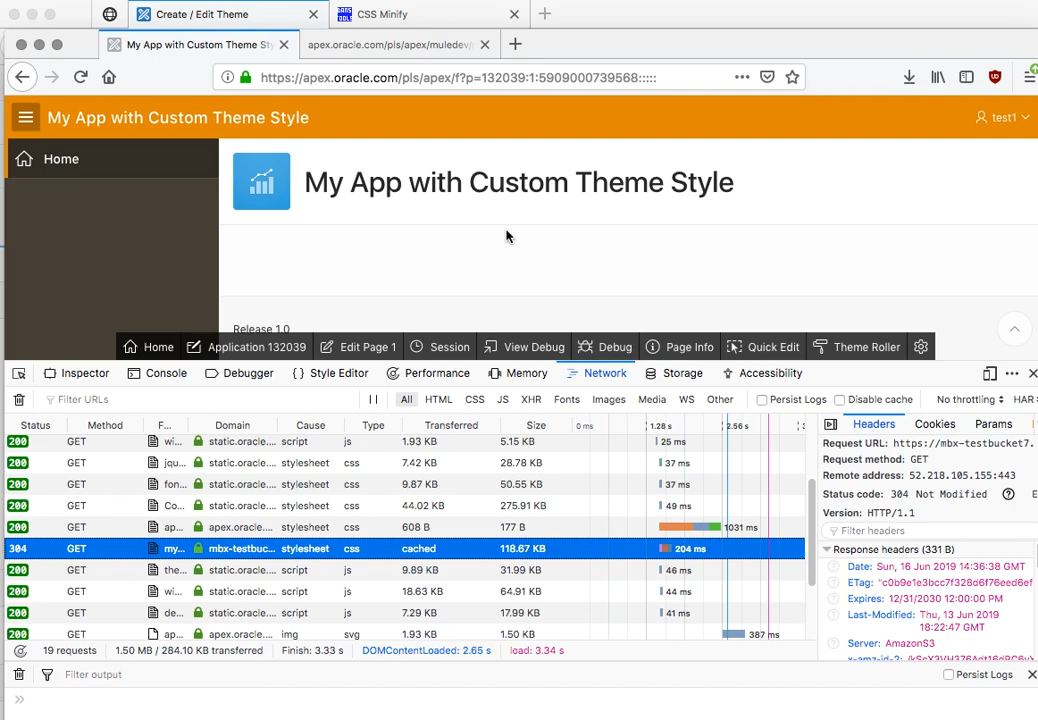 Create / Edit Theme
CSS Minify
My App with Custom Theme St
apex.oracle.com/pls/apex/muledev/
https://apex.oracle.com/pls/apex/f?p=132039:1:5909000739568:::::
My App with Custom Theme Style
test1
Home
My App with Custom Theme Style
Release 1.0
Home Application 132039 Edit Page 1 Session View Debug Debug Page Info Quick Edit Theme Roller
Inspector Console Debugger { } Style Editor Performance Memory Network Storage Accessibility
Filter URLs All HTML CSS JS XHR Fonts Images Media WS Other Persist Logs Disable cache No throttling HAR
Status Method F... Domain Cause Type Transferred Size 0 ms 1.28 s 2.56 s
200 GET wi... static.oracle.... script js 1.93 KB 5.15 KB 25 ms
200 GET jqu... static.oracle.... stylesheet css 7.42 KB 28.78 KB 37 ms
200 GET fon... static.oracle.... stylesheet css 9.87 KB 50.55 KB 37 ms
200 GET Co... static.oracle.... stylesheet css 44.02 KB 275.91 KB 49 ms
200 GET ap... apex.oracle.... stylesheet css 608 B 177 B 1031 ms
304 GET my... mbx-testbuc... stylesheet css cached 118.67 KB 204 ms
200 GET the... static.oracle.... script js 9.89 KB 31.99 KB 46 ms
200 GET wi... static.oracle.... script js 18.63 KB 64.91 KB 44 ms
200 GET de... static.oracle.... script js 7.29 KB 17.99 KB 41 ms
200 GET ap... apex.oracle.... img svg 1.93 KB 1.50 KB 387 ms
19 requests 1.50 MB / 284.10 KB transferred Finish: 3.33 s DOMContentLoaded: 2.65 s load: 3.34 s
Headers Cookies Params
Request URL: https://mbx-testbucket7.
Request method: GET
Remote address: 52.218.105.155:443
Status code: 304 Not Modified
Version: HTTP/1.1
Filter headers
Response headers (331 B)
Date: Sun, 16 Jun 2019 14:36:38 GMT
ETag: "c0b9e1e3bcc7f328d6f76eed6ef
Expires: 12/31/2030 12:00:00 PM
Last-Modified: Thu, 13 Jun 2019
18:22:47 GMT
Server: AmazonS3
Filter output Persist Logs